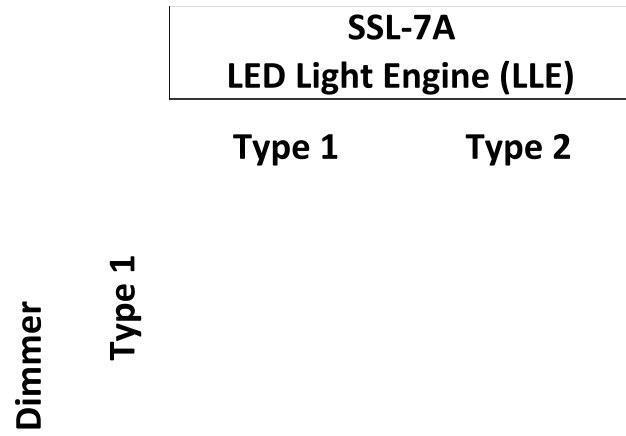 SSL-7A
LED Light Engine (LLE)
Type 1 Type 2
Type 1
Dimmer